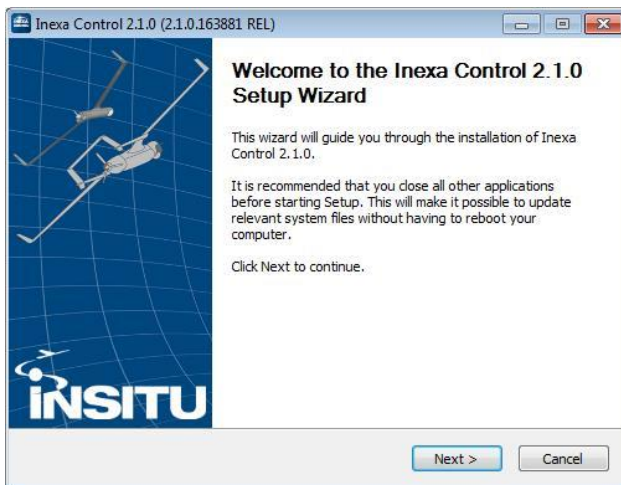 Inexa Control 2.1.0 (2.1.0.163881 REL)
Welcome to the Inexa Control 2.1.0
Setup Wizard
This wizard will guide you through the installation of Inexa
Control 2.1.0.
It is recommended that you close all other applications
before starting Setup. This will make it possible to update
relevant system files without having to reboot your
computer.
Click Next to continue.
INSITU
Next >
Cancel